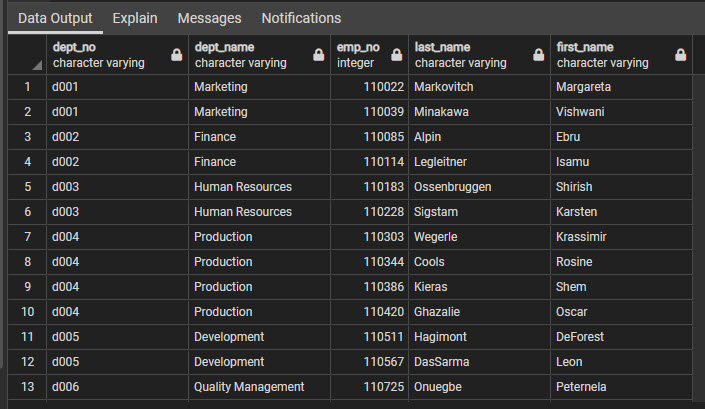 Data Output Explain Messages Notifications
dept_no dept_name emp_no last_name first_name
character varying character varying integer character varying character varying
1 d001 Marketing 110022 Markovitch Margareta
2 d001 Marketing 110039 Minakawa Vishwani
3 d002 Finance 110085 Alpin Ebru
4 d002 Finance 110114 Legleitner Isamu
5 d003 Human Resources 110183 Ossenbruggen Shirish
6 d003 Human Resources 110228 Sigstam Karsten
7 d004 Production 110303 Wegerle Krassimir
8 d004 Production 110344 Cools Rosine
9 d004 Production 110386 Kieras Shem
10 d004 Production 110420 Ghazalie Oscar
11 d005 Development 110511 Hagimont DeForest
12 d005 Development 110567 DasSarma Leon
13 d006 Quality Management 110725 Onuegbe Peternela